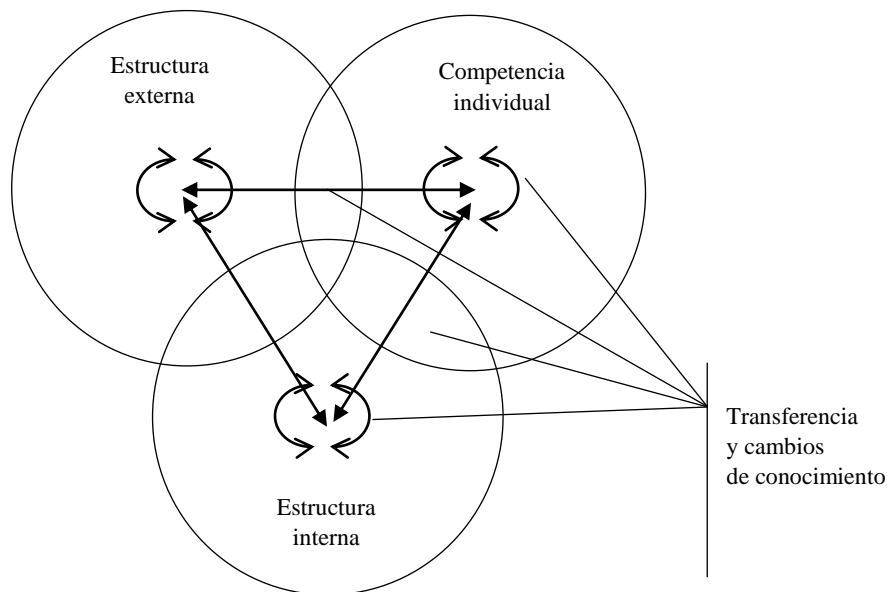 Estructura
externa
Competencia
individual
Estructura
interna
Transferencia
y cambios
de conocimiento